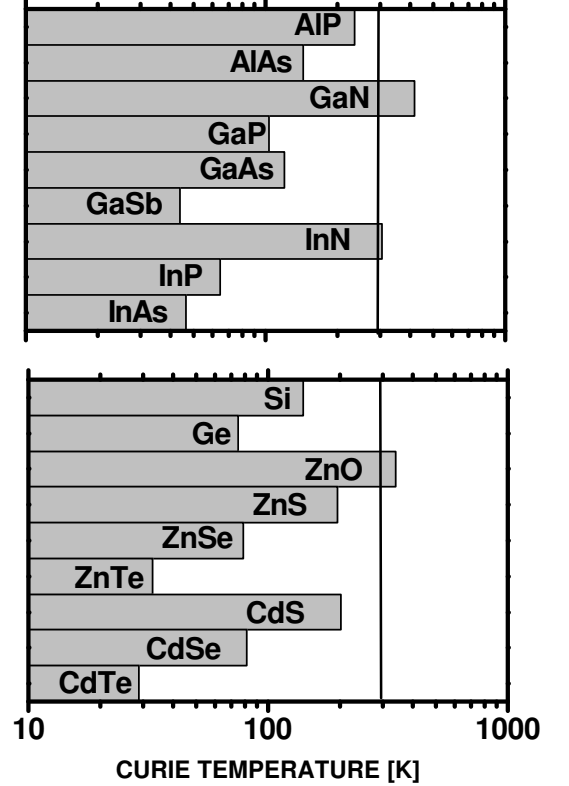 AlP
AlAs
GaN
GaP
GaAs
GaSb
InN
InP
InAs
Si
Ge
ZnO
ZnS
ZnSe
ZnTe
CdS
CdSe
CdTe
10 100 1000
CURIE TEMPERATURE [K]